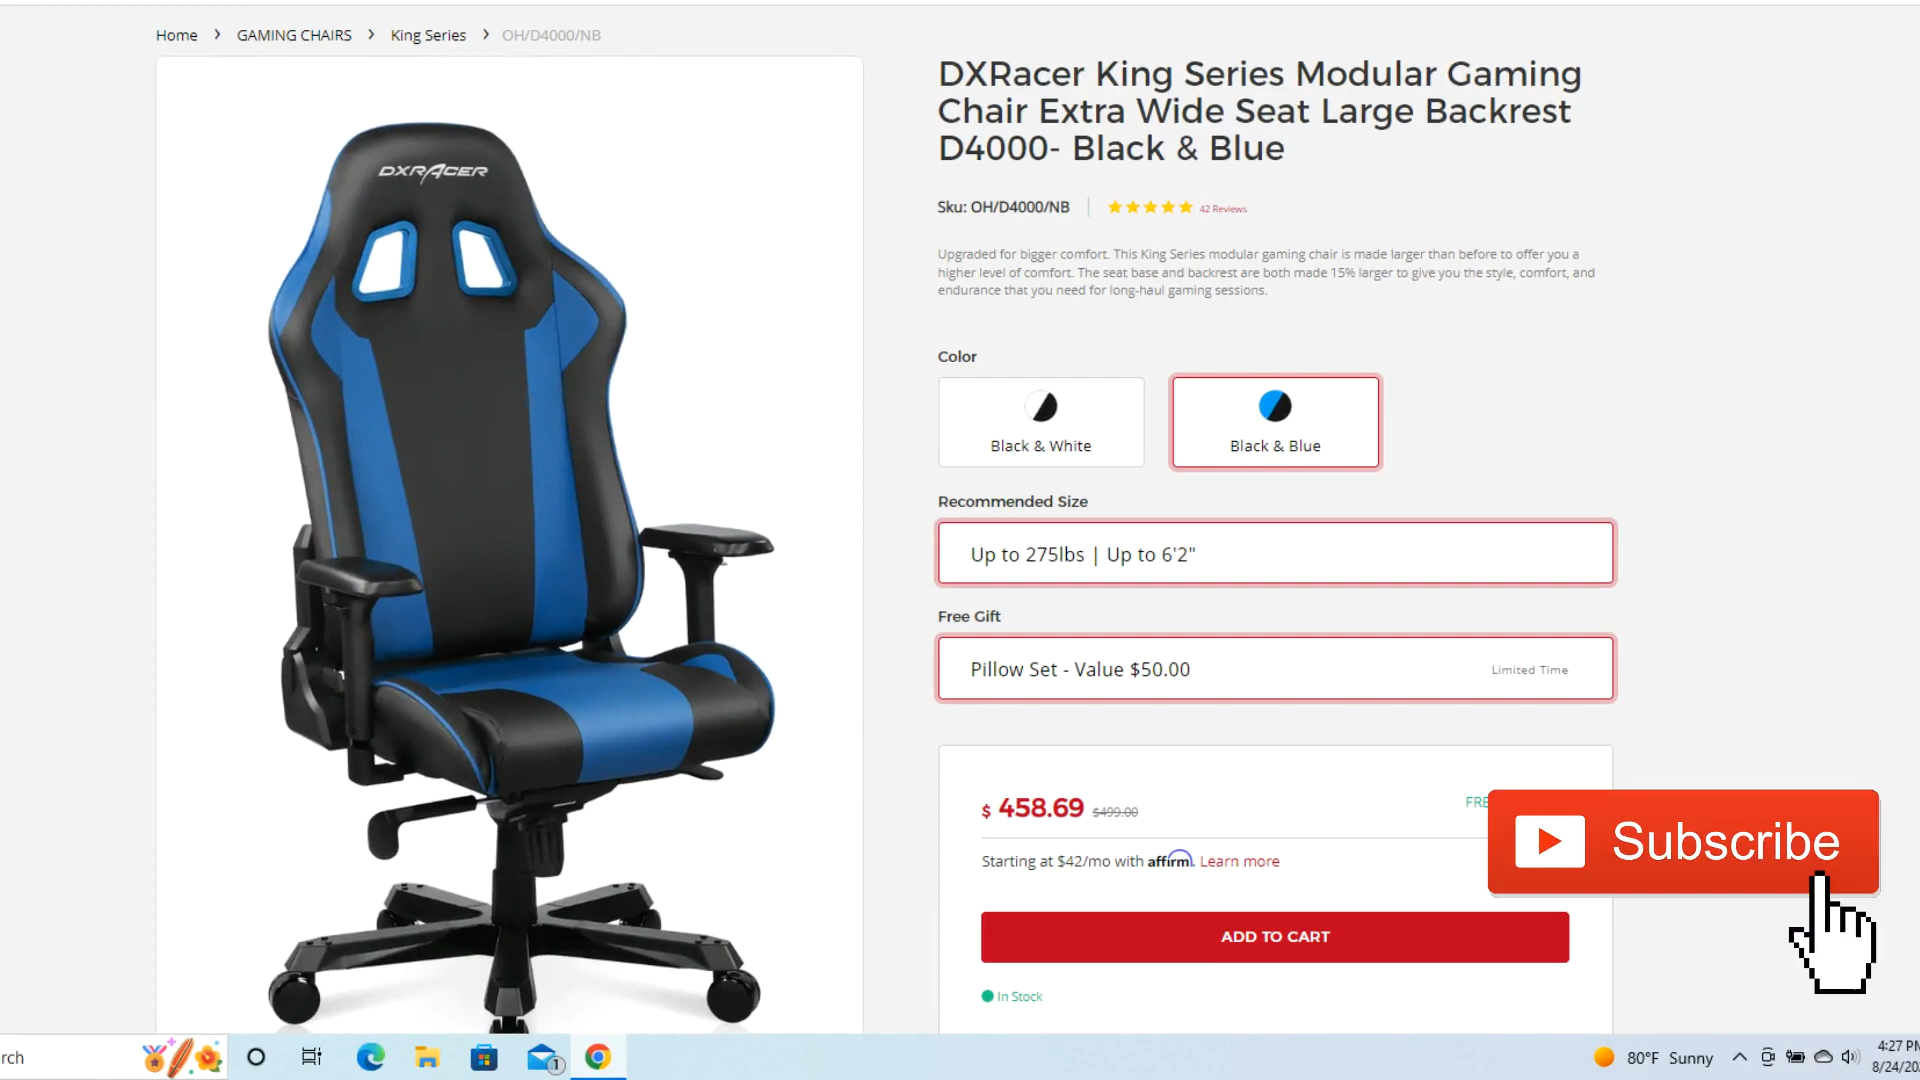 Home > GAMING CHAIRS > King Series > OH/D4000/NB
DXRACER
DXRacer King Series Modular Gaming
Chair Extra Wide Seat Large Backrest
D4000- Black & Blue
Sku: OH/D4000/NB
42 Reviews
Upgraded for bigger comfort. This King Series modular gaming chair is made larger than before to offer you a
higher level of comfort. The seat base and backrest are both made 15% larger to give you the style, comfort, and
endurance that you need for long-haul gaming sessions.
Color
Black & White
Black & Blue
Recommended Size
Up to 275lbs | Up to 6'2"
Free Gift
Pillow Set - Value $50.00
Limited Time
$ 458.69 $499.00
Subscribe
Starting at $42/mo with affirm. Learn more
ADD TO CART
In Stock
rch
1
80°F Sunny
4:27 PM
8/24/20